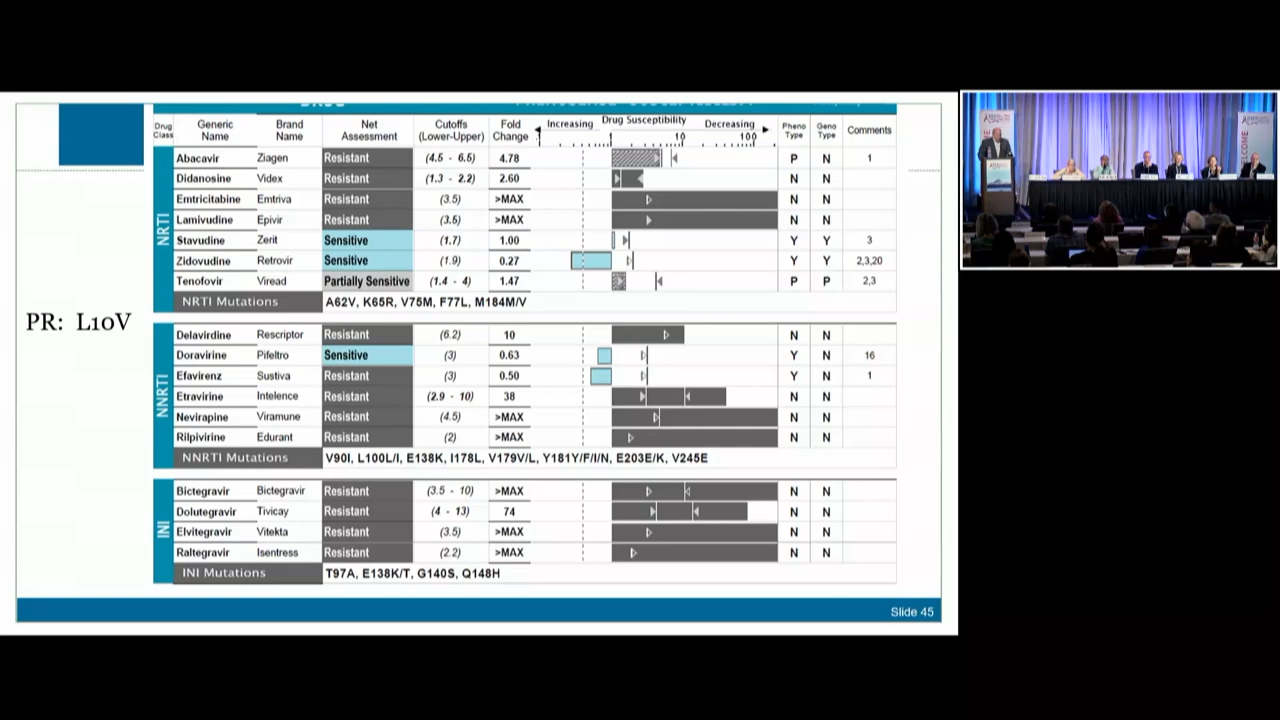 Drug Class Generic Name Brand Name Net Assessment Cutoffs (Lower-Upper) Fold Change Increasing Drug Susceptibility Decreasing Pheno Type Geno Type Comments
1 10 100
NRTI
Abacavir Ziagen Resistant (4.5 - 6.5) 4.78 P N 1
Didanosine Videx Resistant (1.3 - 2.2) 2.60 N N
Emtricitabine Emtriva Resistant (3.5) >MAX N N
Lamivudine Epivir Resistant (3.5) >MAX N N
Stavudine Zerit Sensitive (1.7) 1.00 Y Y 3
Zidovudine Retrovir Sensitive (1.9) 0.27 Y Y 2,3,20
Tenofovir Viread Partially Sensitive (1.4 - 4) 1.47 P P 2,3
NRTI Mutations A62V, K65R, V75M, F77L, M184M/V
PR: L10V
NNRTI
Delavirdine Rescriptor Resistant (6.2) 10 N N
Doravirine Pifeltro Sensitive (3) 0.63 Y N 16
Efavirenz Sustiva Resistant (3) 0.50 Y N 1
Etravirine Intelence Resistant (2.9 - 10) 38 N N
Nevirapine Viramune Resistant (4.5) >MAX N N
Rilpivirine Edurant Resistant (2) >MAX N N
NNRTI Mutations V90I, L100L/I, E138K, I178L, V179V/L, Y181Y/F/I/N, E203E/K, V245E
INI
Bictegravir Bictegravir Resistant (3.5 - 10) >MAX N N
Dolutegravir Tivicay Resistant (4 - 13) 74 N N
Elvitegravir Vitekta Resistant (3.5) >MAX N N
Raltegravir Isentress Resistant (2.2) >MAX N N
INI Mutations T97A, E138K/T, G140S, Q148H
Slide 45